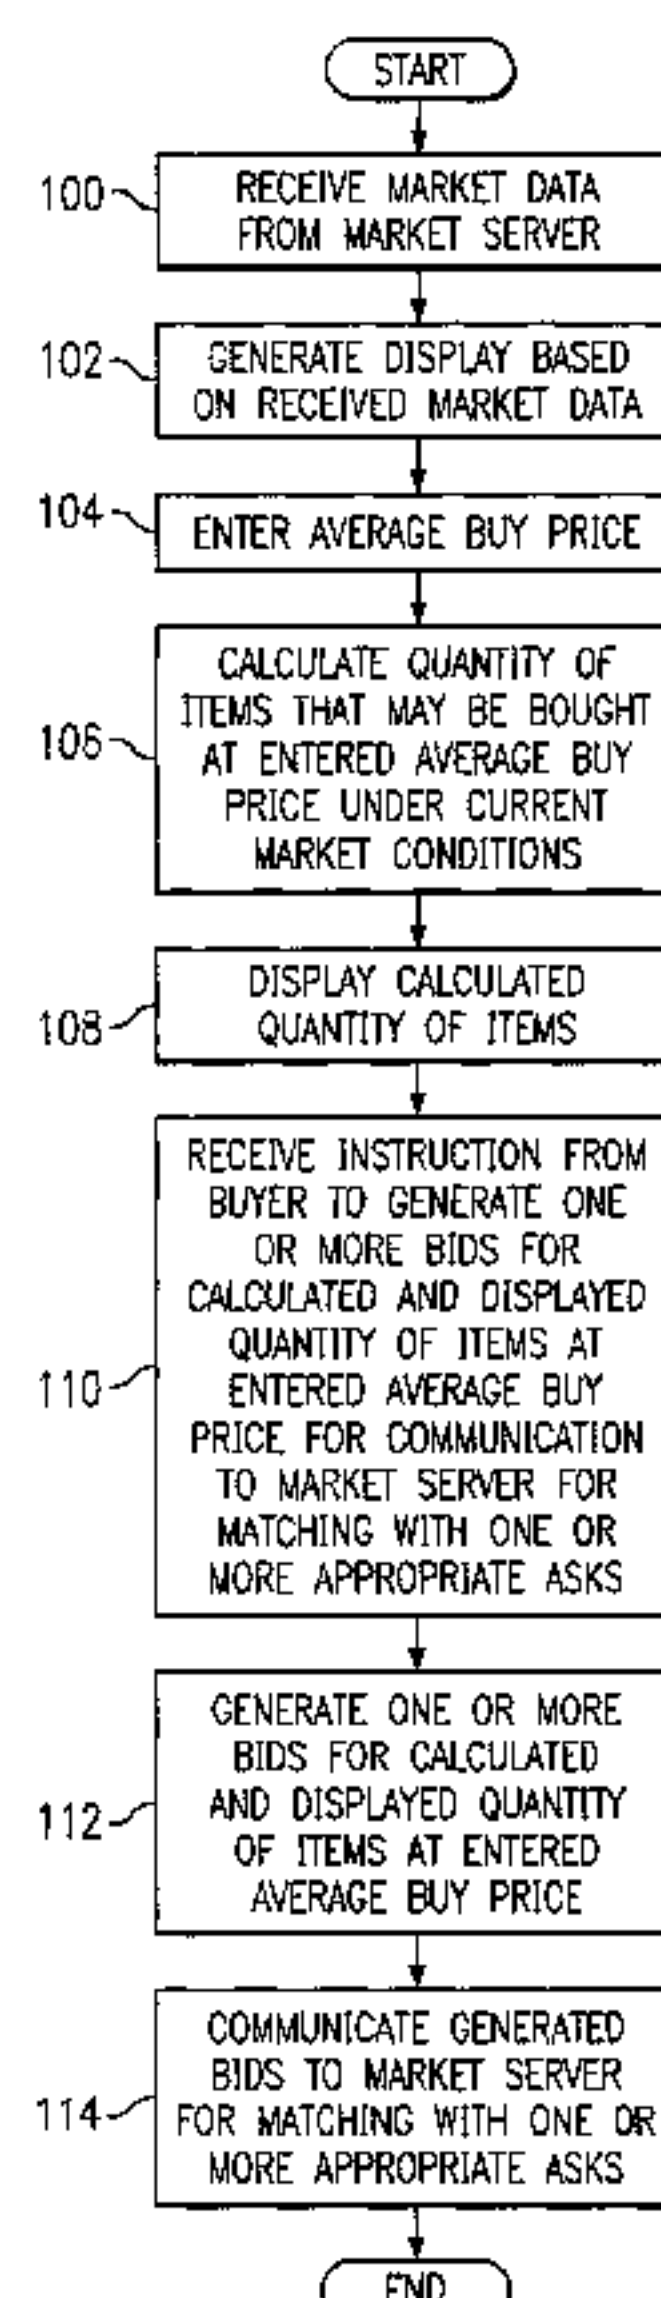 START
100
RECEIVE MARKET DATA
FROM MARKET SERVER
102
GENERATE DISPLAY BASED
ON RECEIVED MARKET DATA
104
ENTER AVERAGE BUY PRICE
106
CALCULATE QUANTITY OF
ITEMS THAT MAY BE BOUGHT
AT ENTERED AVERAGE BUY
PRICE UNDER CURRENT
MARKET CONDITIONS
108
DISPLAY CALCULATED
QUANTITY OF ITEMS
110
RECEIVE INSTRUCTION FROM
BUYER TO GENERATE ONE
OR MORE BIDS FOR
CALCULATED AND DISPLAYED
QUANTITY OF ITEMS AT
ENTERED AVERAGE BUY
PRICE FOR COMMUNICATION
TO MARKET SERVER FOR
MATCHING WITH ONE OR
MORE APPROPRIATE ASKS
112
GENERATE ONE OR MORE
BIDS FOR CALCULATED
AND DISPLAYED QUANTITY
OF ITEMS AT ENTERED
AVERAGE BUY PRICE
114
COMMUNICATE GENERATED
BIDS TO MARKET SERVER
FOR MATCHING WITH ONE OR
MORE APPROPRIATE ASKS
END